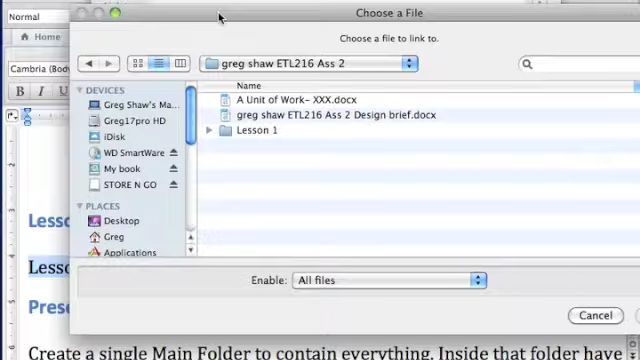 Normal
Choose a File
Home
Choose a file to link to.
Cambria (Body
greg shaw ETL216 Ass 2
B I U
DEVICES
Name
Greg Shaw's Ma...
A Unit of Work- XXX.docx
Greg17pro HD
greg shaw ETL216 Ass 2 Design brief.docx
iDisk
Lesson 1
WD SmartWare
My book
STORE N GO
PLACES
Desktop
Greg
Applications
Lesso
Enable: All files
Prese
Cancel
Create a single Main Folder to contain everything. Inside that folder have